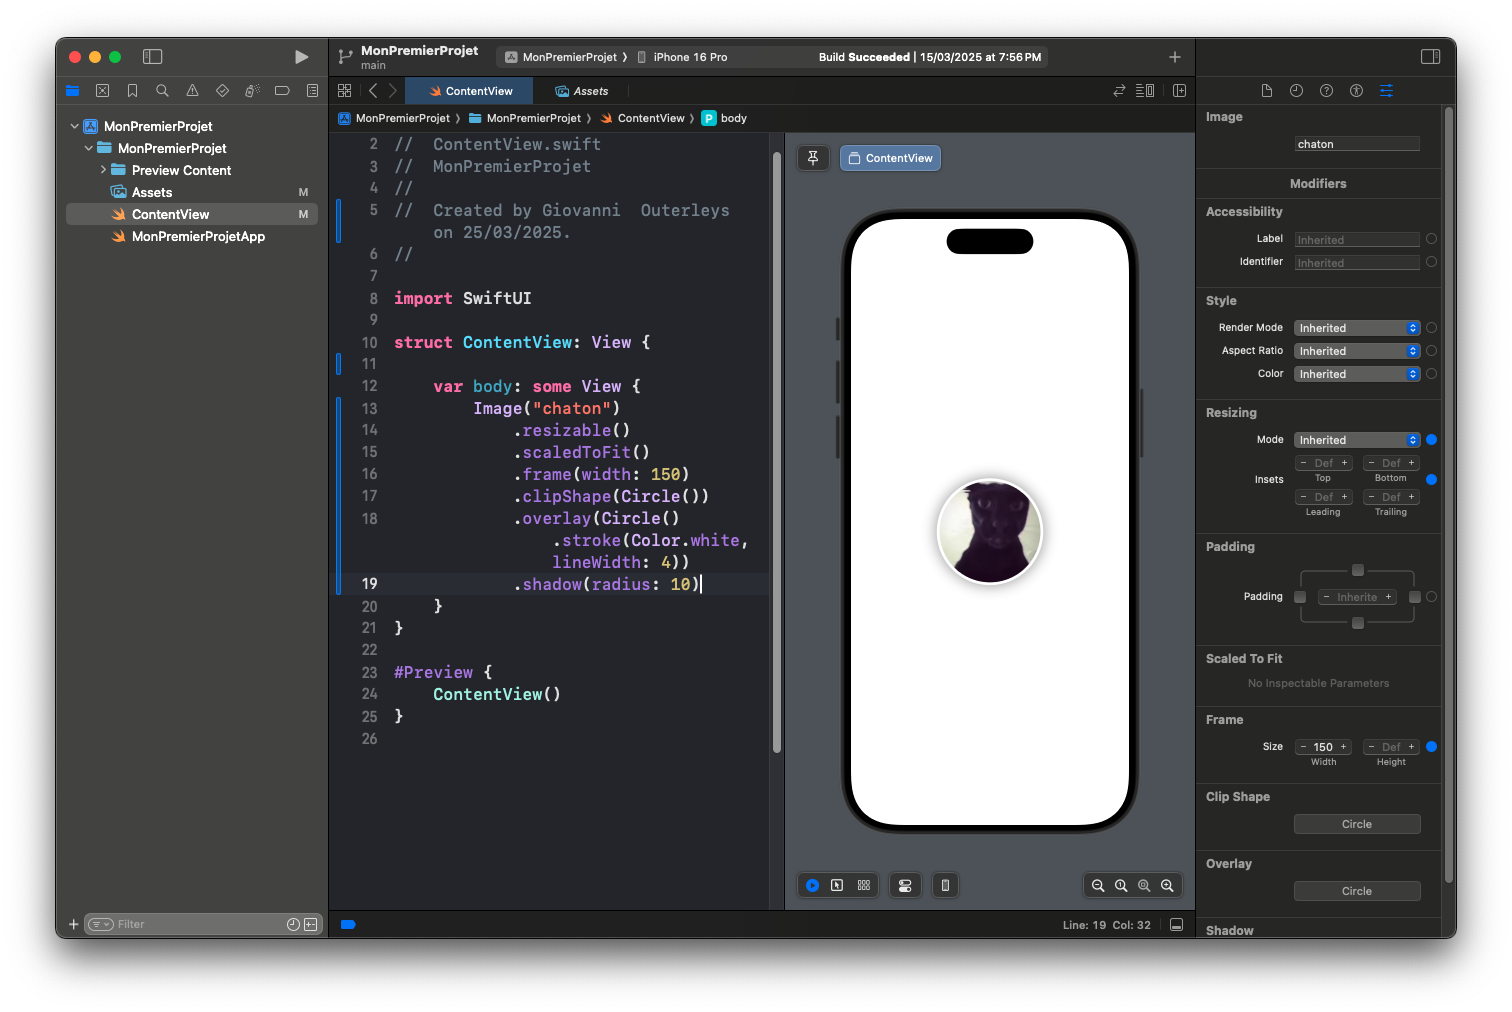 MonPremierProjet
main
MonPremierProjet
iPhone 16 Pro
Build Succeeded | 15/03/2025 at 7:56 PM
ContentView
Assets
MonPremierProjet
MonPremierProjet
ContentView
body
MonPremierProjet
MonPremierProjet
Preview Content
Assets
M
ContentView
M
MonPremierProjetApp
Filter
2 //  ContentView.swift
3 //  MonPremierProjet
4 //
5 //  Created by Giovanni  Outerleys
on 25/03/2025.
6 //
7
8 import SwiftUI
9
10 struct ContentView: View {
11
12     var body: some View {
13         Image("chaton")
14             .resizable()
15             .scaledToFit()
16             .frame(width: 150)
17             .clipShape(Circle())
18             .overlay(Circle()
.stroke(Color.white,
lineWidth: 4))
19             .shadow(radius: 10)
20     }
21 }
22
23 #Preview {
24     ContentView()
25 }
26
ContentView
Line: 19 Col: 32
Image
chaton
Modifiers
Accessibility
Label Inherited
Identifier Inherited
Style
Render Mode Inherited
Aspect Ratio Inherited
Color Inherited
Resizing
Mode Inherited
− Def + − Def +
Insets Top Bottom
− Def + − Def +
Leading Trailing
Padding
Padding − Inherite +
Scaled To Fit
No Inspectable Parameters
Frame
Size − 150 + − Def +
Width Height
Clip Shape
Circle
Overlay
Circle
Shadow